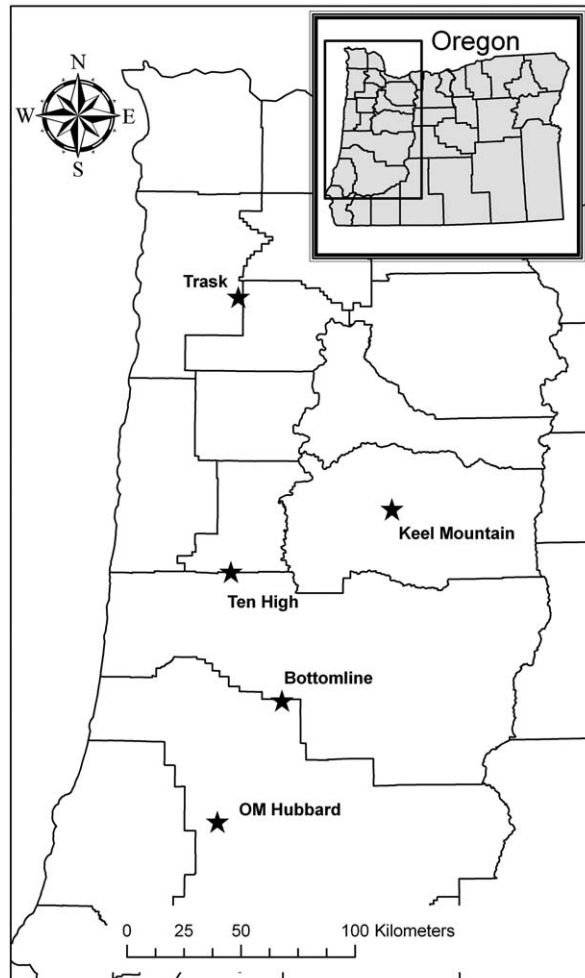 Oregon
N
W
E
S
Trask
Keel Mountain
Ten High
Bottomline
OM Hubbard
0 25 50 100 Kilometers